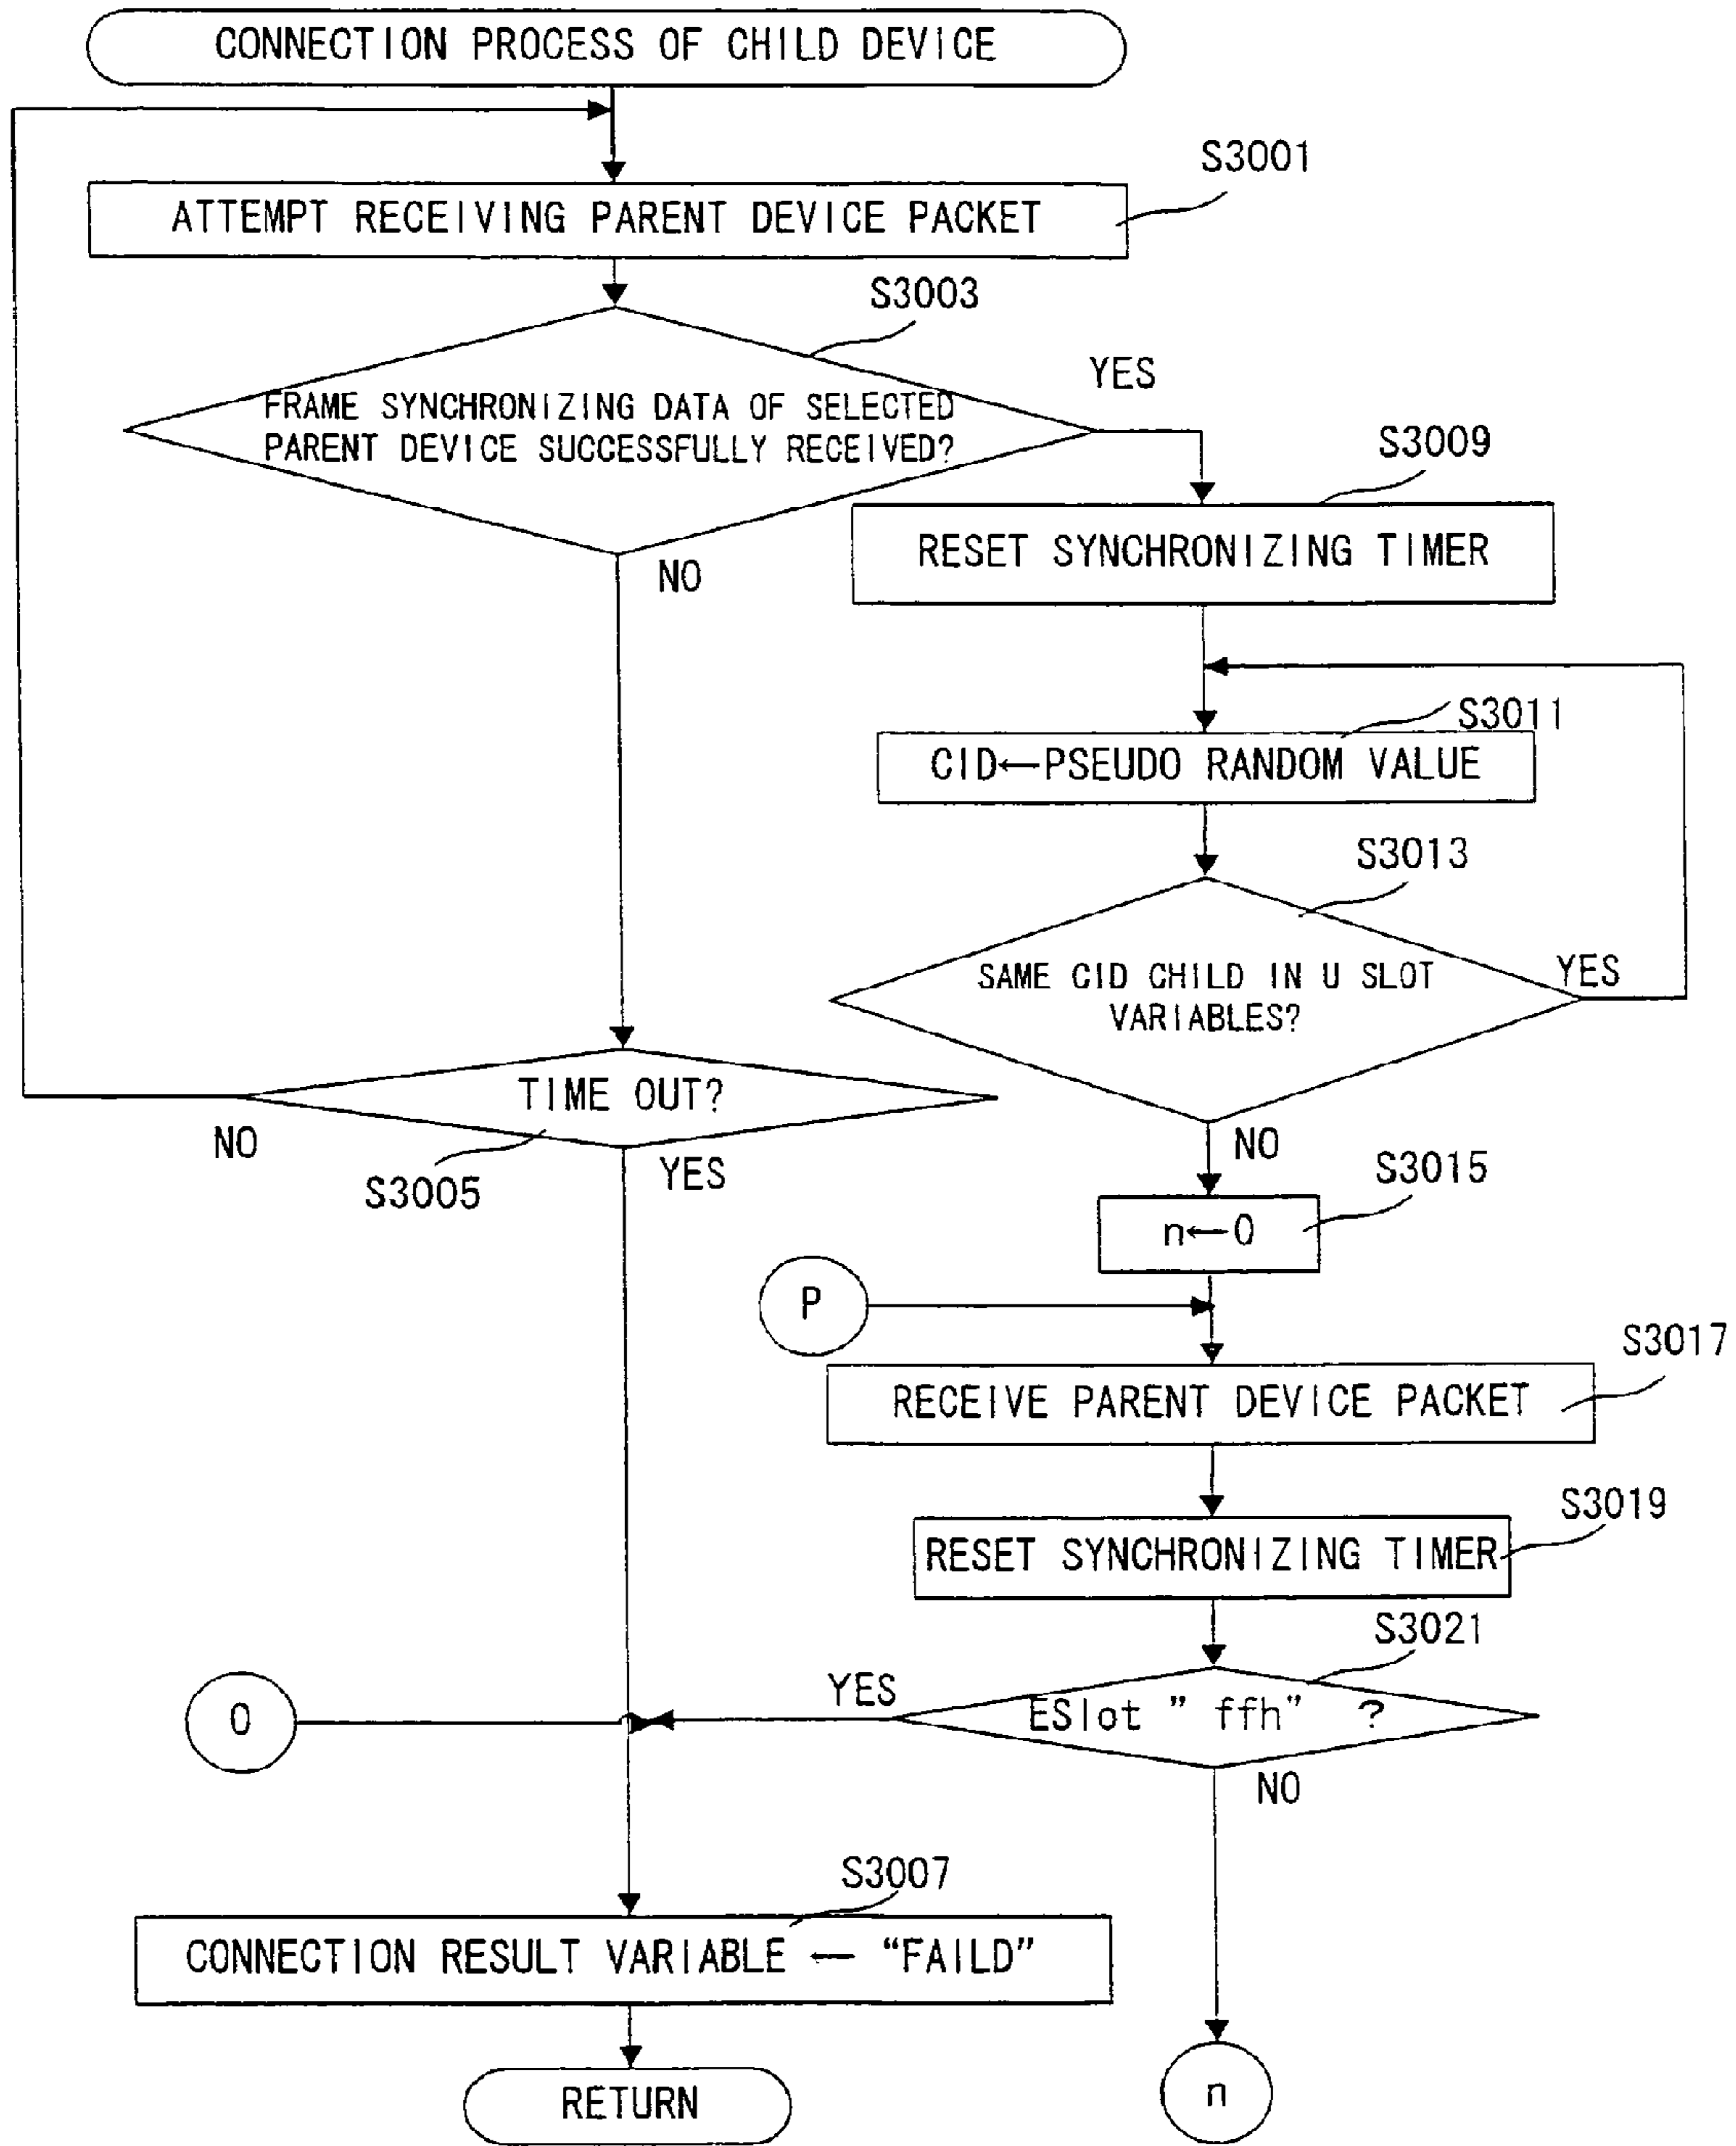 CONNECTION PROCESS OF CHILD DEVICE
S3001
ATTEMPT RECEIVING PARENT DEVICE PACKET
S3003
FRAME SYNCHRONIZING DATA OF SELECTED
PARENT DEVICE SUCCESSFULLY RECEIVED?
YES
NO
S3009
RESET SYNCHRONIZING TIMER
S3011
CID←PSEUDO RANDOM VALUE
S3013
SAME CID CHILD IN U SLOT
VARIABLES?
YES
NO
TIME OUT?
NO
YES
S3005
S3015
n←0
P
S3017
RECEIVE PARENT DEVICE PACKET
S3019
RESET SYNCHRONIZING TIMER
S3021
ESlot ” ffh” ?
YES
NO
O
S3007
CONNECTION RESULT VARIABLE ← “FAILD”
RETURN
n